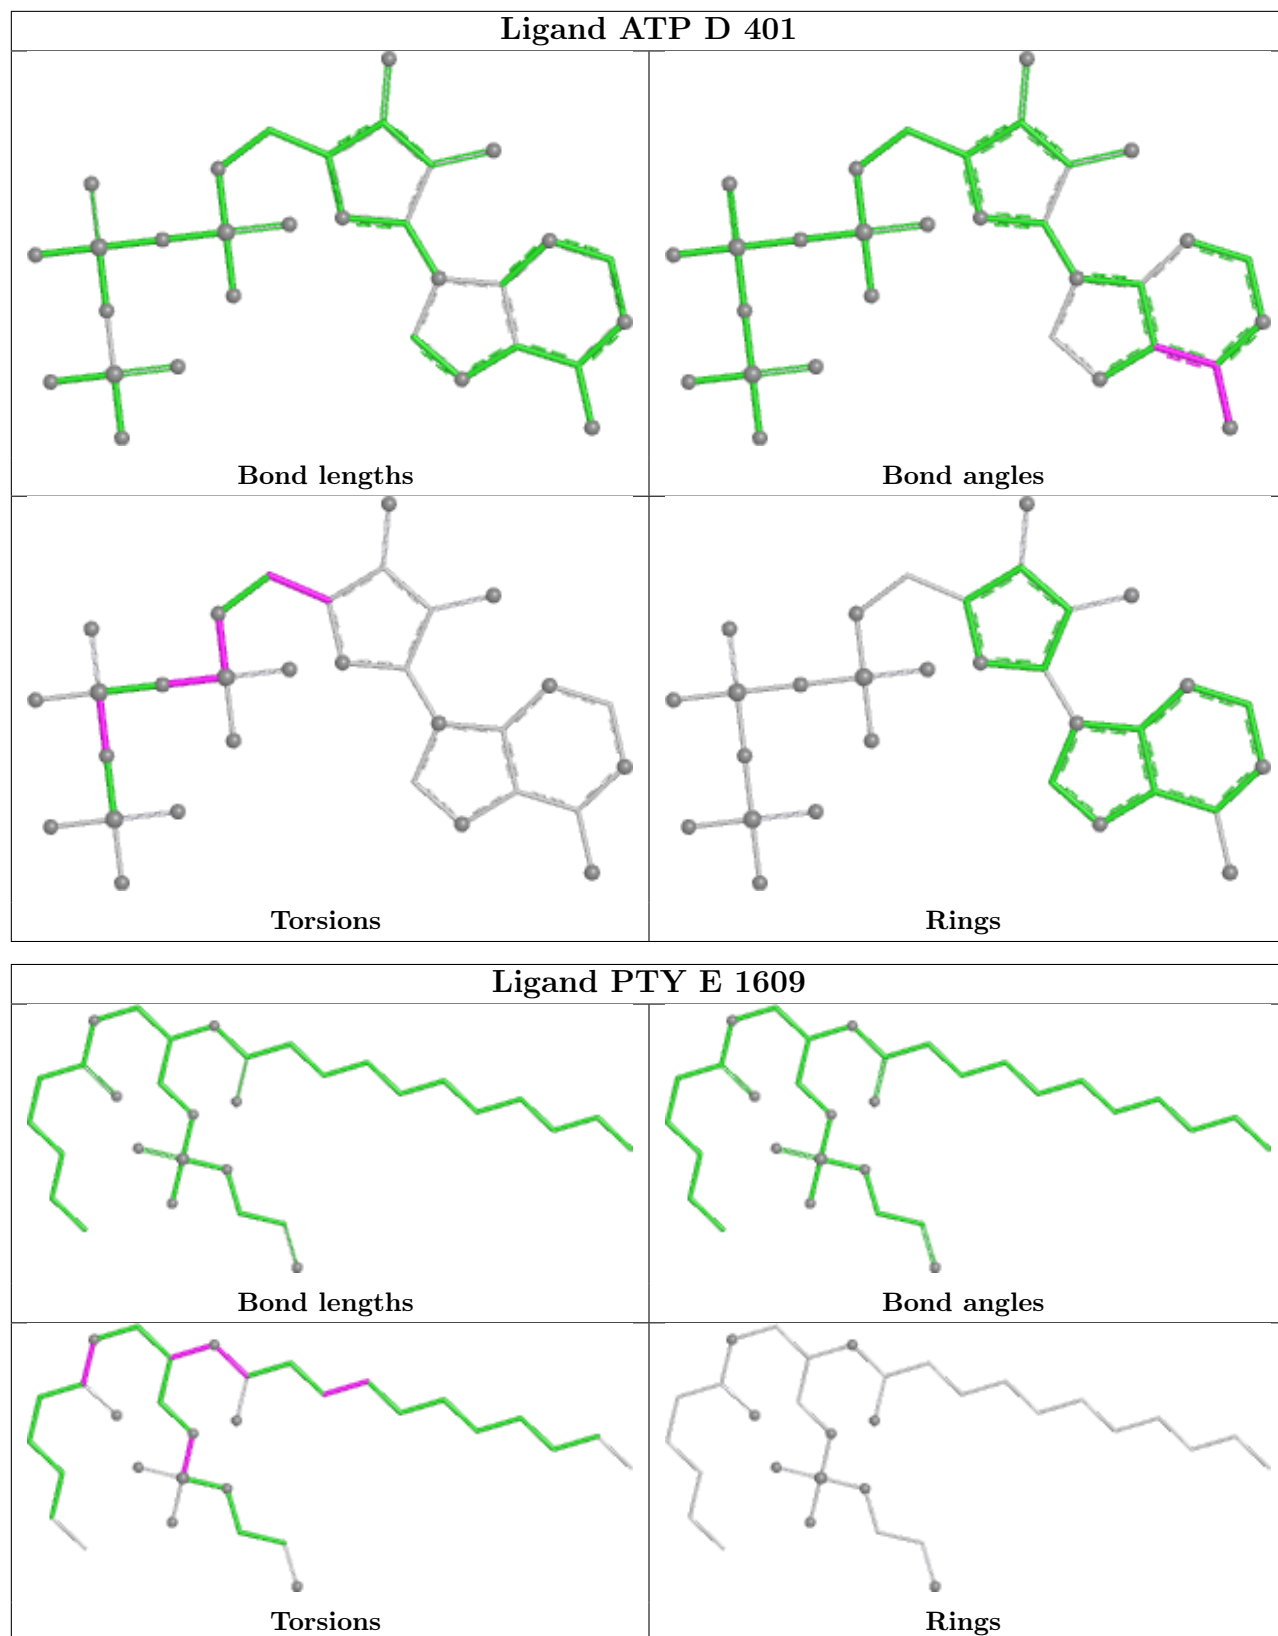 Ligand ATP D 401
Bond lengths
Bond angles
Torsions
Rings
Ligand PTY E 1609
Bond lengths
Bond angles
Torsions
Rings